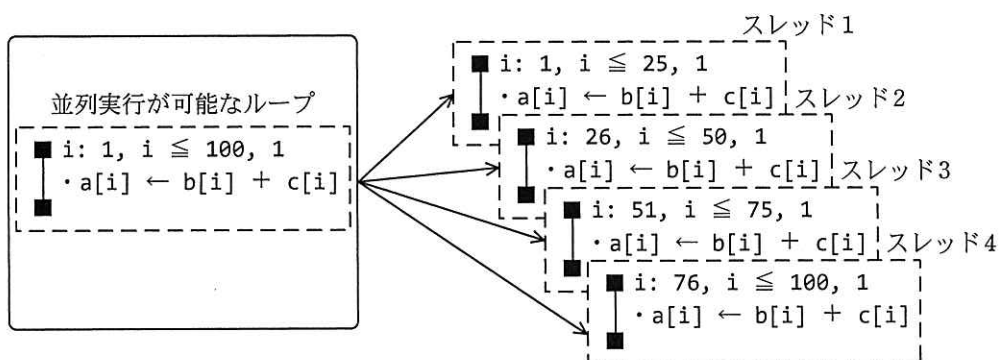 並列実行が可能なループ
i: 1, i ≦ 100, 1
・a[i] ← b[i] + c[i]
スレッド1
i: 1, i ≦ 25, 1
・a[i] ← b[i] + c[i]
スレッド2
i: 26, i ≦ 50, 1
・a[i] ← b[i] + c[i]
スレッド3
i: 51, i ≦ 75, 1
・a[i] ← b[i] + c[i]
スレッド4
i: 76, i ≦ 100, 1
・a[i] ← b[i] + c[i]